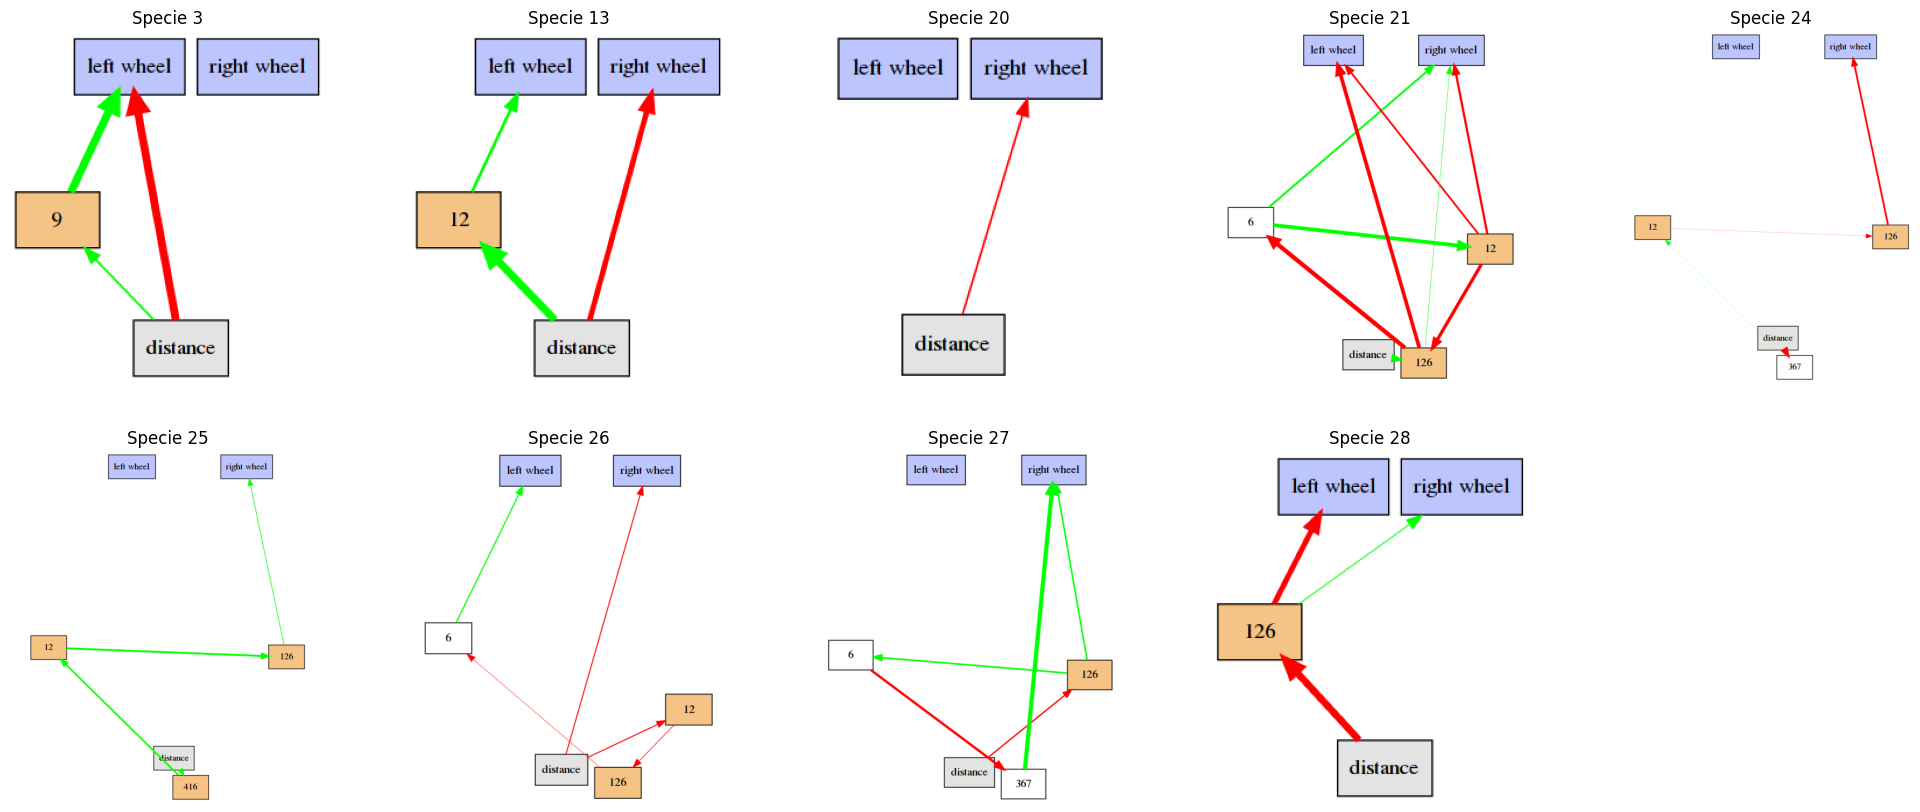 Specie 3
left wheel
right wheel
9
distance
Specie 13
left wheel
right wheel
12
distance
Specie 20
left wheel
right wheel
distance
Specie 21
left wheel
right wheel
6
12
distance
126
Specie 24
left wheel
right wheel
12
126
distance
367
Specie 25
left wheel
right wheel
12
126
distance
416
Specie 26
left wheel
right wheel
6
12
distance
126
Specie 27
left wheel
right wheel
6
126
distance
367
Specie 28
left wheel
right wheel
126
distance